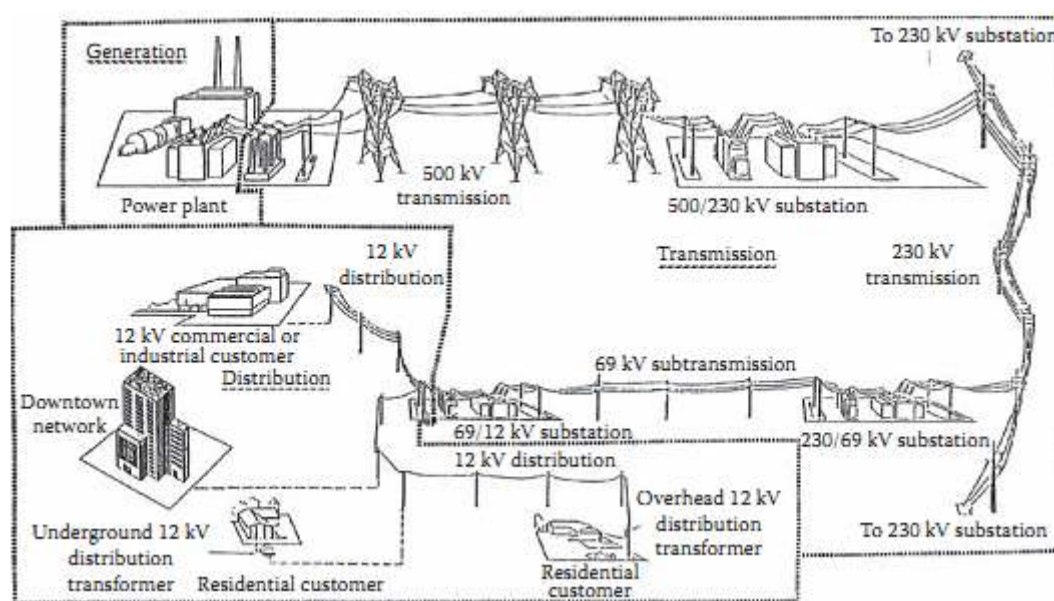 Generation
To 230 kV substation
500 kV
transmission
Power plant
500/230 kV substation
12 kV
distribution
Transmission
230 kV
transmission
12 kV commercial or
industrial customer
Distribution
69 kV subtransmission
Downtown
network
69/12 kV substation
230/69 kV substation
12 kV distribution
Overhead 12 kV
distribution
transformer
To 230 kV substation
Underground 12 kV
distribution
transformer
Residential customer
Residential
customer